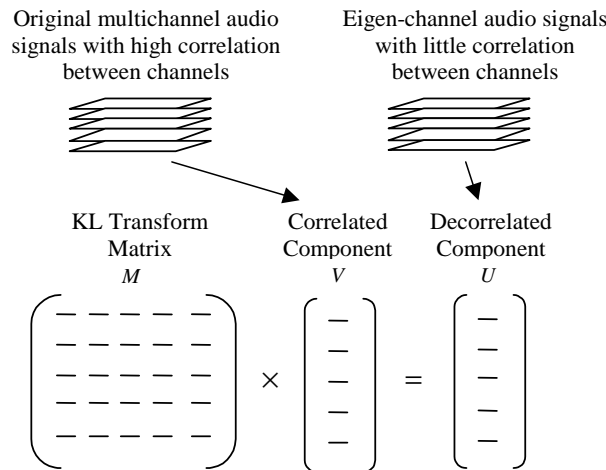 Original multichannel audio
signals with high correlation
between channels
Eigen-channel audio signals
with little correlation
between channels
KL Transform
Matrix
M
Correlated
Component
V
Decorrelated
Component
U
× =